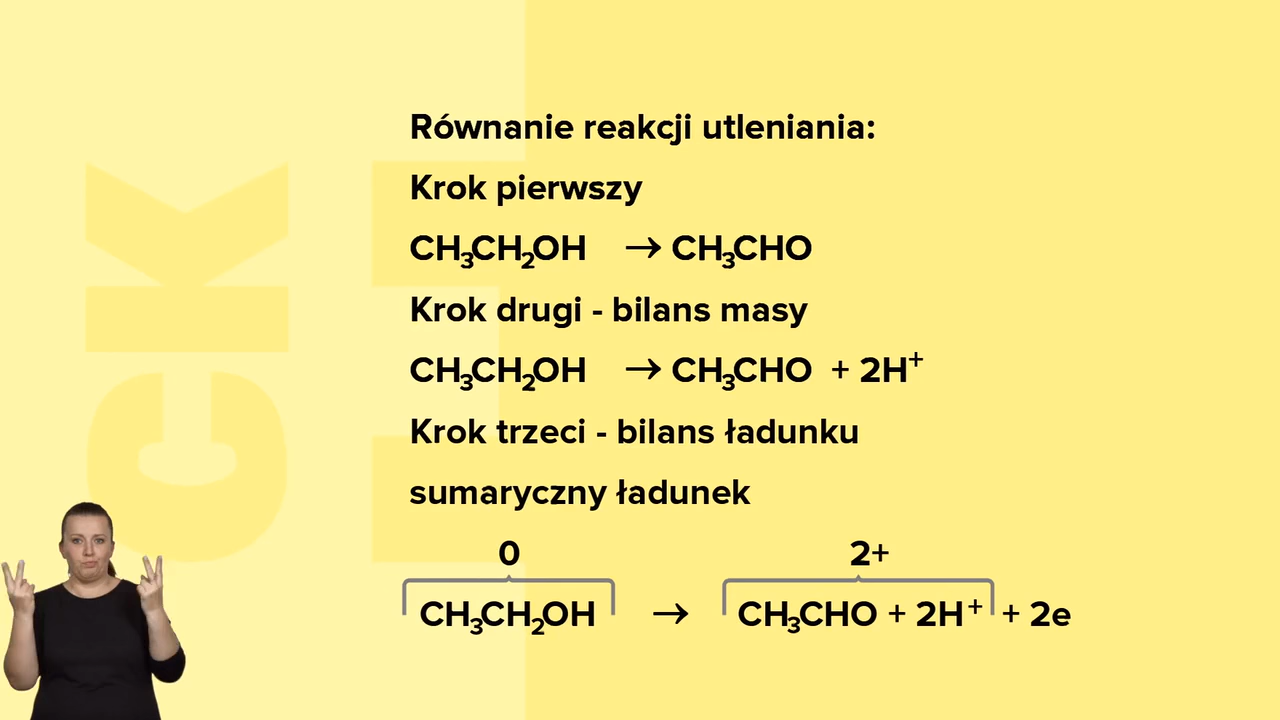 Równanie reakcji utleniania:
Krok pierwszy
CH₃CH₂OH → CH₃CHO
Krok drugi - bilans masy
CH₃CH₂OH → CH₃CHO + 2H⁺
Krok trzeci - bilans ładunku
sumaryczny ładunek
0 2+
CH₃CH₂OH → CH₃CHO + 2H⁺ + 2e